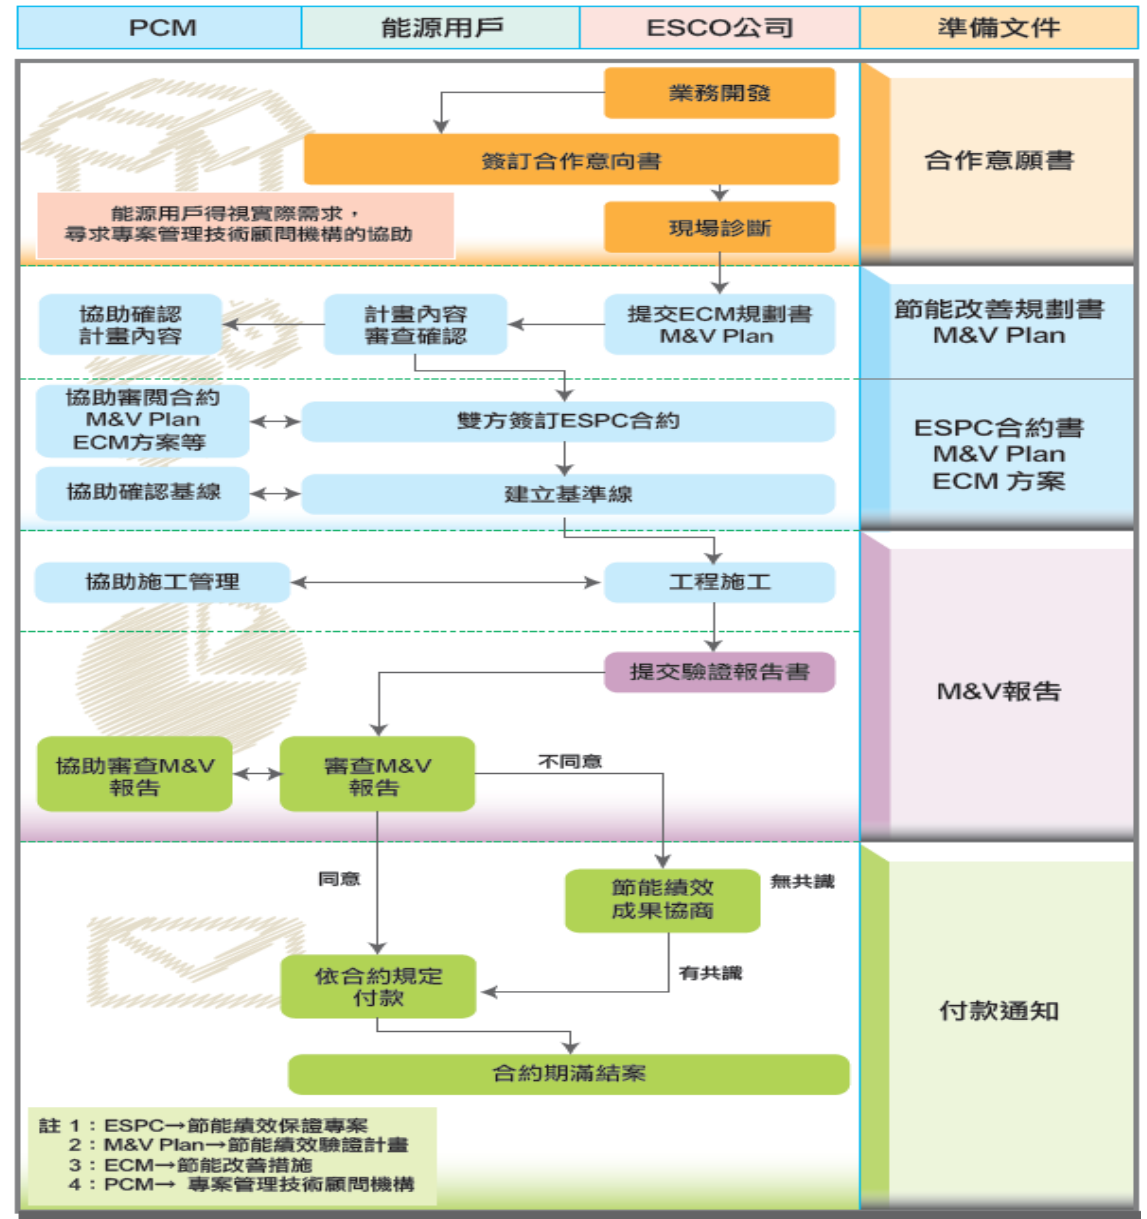 PCM
能源用戶
ESCO公司
準備文件
業務開發
簽訂合作意向書
合作意願書
能源用戶得視實際需求，
尋求專案管理技術顧問機構的協助
現場診斷
協助確認
計畫內容
計畫內容
審查確認
提交ECM規劃書
M&V Plan
節能改善規劃書
M&V Plan
協助審閱合約
M&V Plan
ECM方案等
雙方簽訂ESPC合約
ESPC合約書
M&V Plan
ECM 方案
協助確認基線
建立基準線
協助施工管理
工程施工
提交驗證報告書
M&V報告
協助審查M&V
報告
審查M&V
報告
不同意
同意
節能績效
成果協商
無共識
有共識
依合約規定
付款
付款通知
合約期滿結案
註 1：ESPC→節能績效保證專案
2：M&V Plan→節能績效驗證計畫
3：ECM→節能改善措施
4：PCM→ 專案管理技術顧問機構